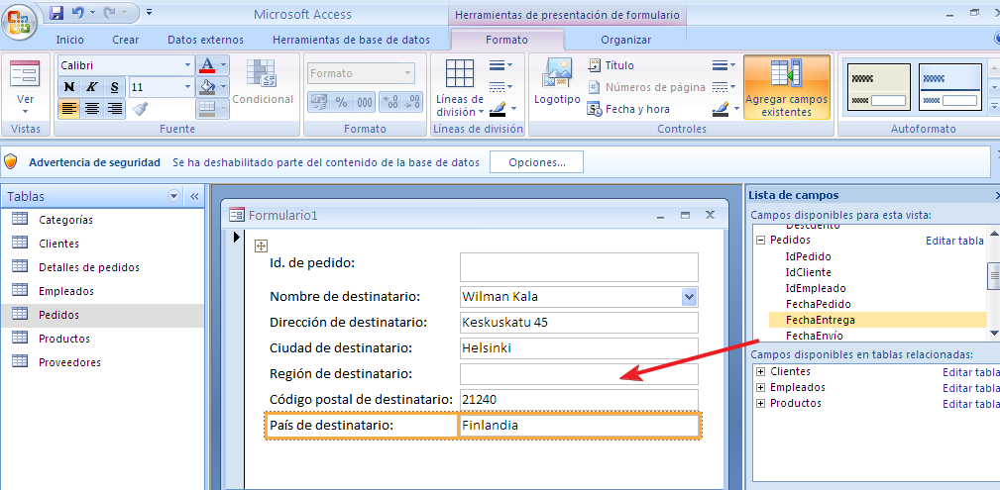 Microsoft Access
Herramientas de presentación de formulario
Inicio
Crear
Datos externos
Herramientas de base de datos
Formato
Organizar
Ver
Vistas
Calibri
N K S 11
A
Condicional
Fuente
Formato
% 000
Formato
Líneas de división
Líneas de división
Logotipo
Título
Números de página
Fecha y hora
Agregar campos existentes
Controles
Autoformato
Advertencia de seguridad Se ha deshabilitado parte del contenido de la base de datos Opciones...
Tablas
Categorías
Clientes
Detalles de pedidos
Empleados
Pedidos
Productos
Proveedores
Formulario1
Id. de pedido:
Nombre de destinatario: Wilman Kala
Dirección de destinatario: Keskuskatu 45
Ciudad de destinatario: Helsinki
Región de destinatario:
Código postal de destinatario: 21240
País de destinatario: Finlandia
Lista de campos
Campos disponibles para esta vista:
Descuento
Pedidos Editar tabla
IdPedido
IdCliente
IdEmpleado
FechaPedido
FechaEntrega
FechaEnvío
Campos disponibles en tablas relacionadas:
Clientes Editar tabla
Empleados Editar tabla
Productos Editar tabla